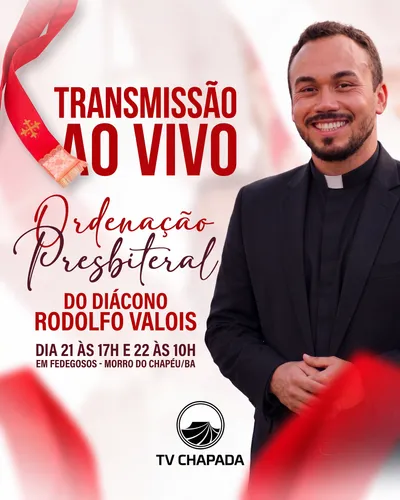 TRANSMISSÃO
AO VIVO
Ordenação
Presbiteral
DO DIÁCONO
RODOLFO VALOIS
DIA 21 ÀS 17H E 22 ÀS 10H
EM FEDEGOSOS - MORRO DO CHAPÉU/BA
TV CHAPADA